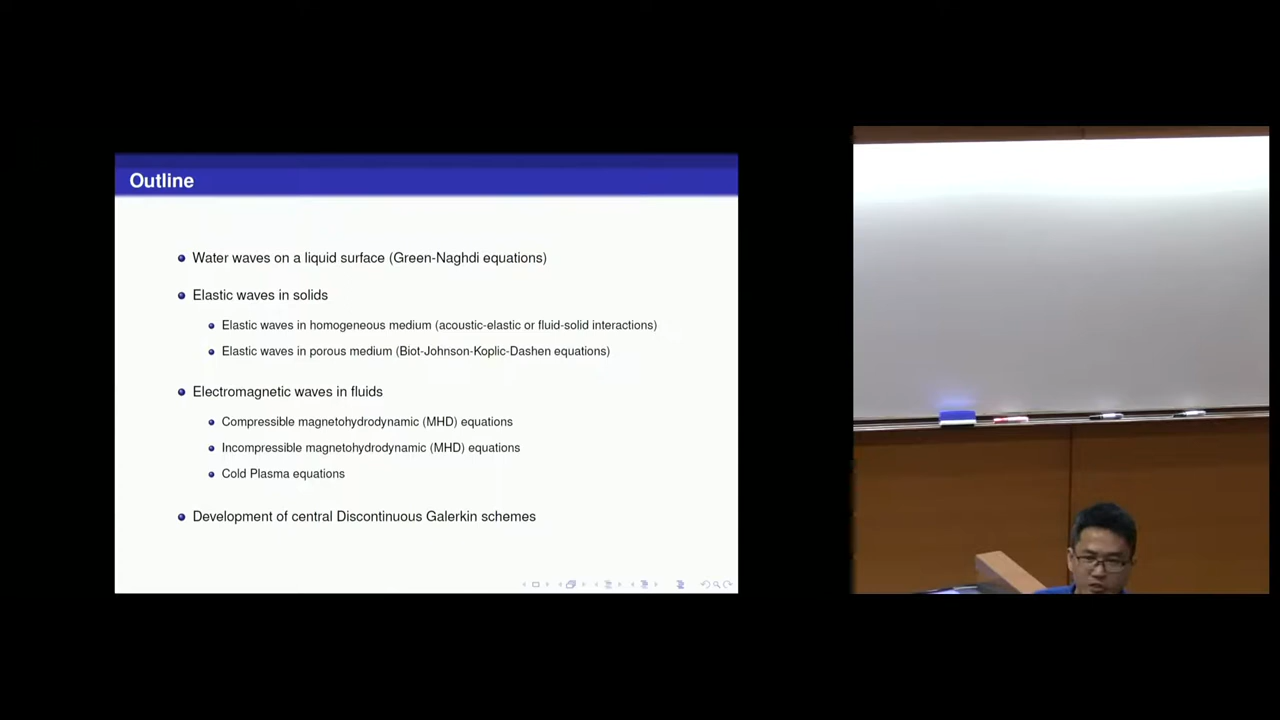 Outline
Water waves on a liquid surface (Green-Naghdi equations)
Elastic waves in solids
Elastic waves in homogeneous medium (acoustic-elastic or fluid-solid interactions)
Elastic waves in porous medium (Biot-Johnson-Koplic-Dashen equations)
Electromagnetic waves in fluids
Compressible magnetohydrodynamic (MHD) equations
Incompressible magnetohydrodynamic (MHD) equations
Cold Plasma equations
Development of central Discontinuous Galerkin schemes